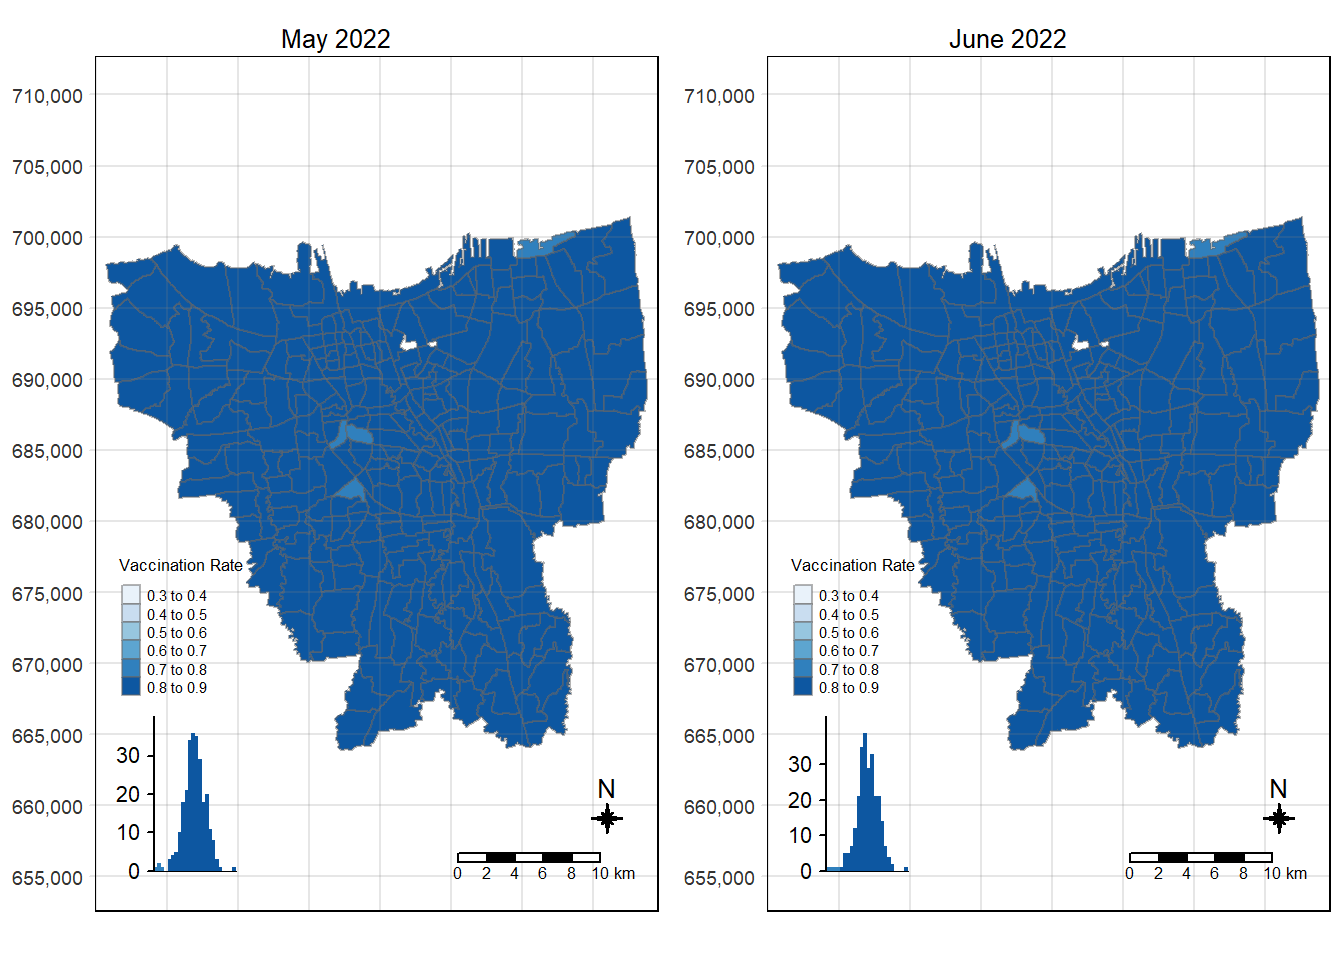 May 2022
710,000
705,000
700,000
695,000
690,000
685,000
680,000
675,000
670,000
665,000
660,000
655,000
Vaccination Rate
0.3 to 0.4
0.4 to 0.5
0.5 to 0.6
0.6 to 0.7
0.7 to 0.8
0.8 to 0.9
30
20
10
0
N
0 2 4 6 8 10 km
June 2022
710,000
705,000
700,000
695,000
690,000
685,000
680,000
675,000
670,000
665,000
660,000
655,000
Vaccination Rate
0.3 to 0.4
0.4 to 0.5
0.5 to 0.6
0.6 to 0.7
0.7 to 0.8
0.8 to 0.9
30
20
10
0
N
0 2 4 6 8 10 km